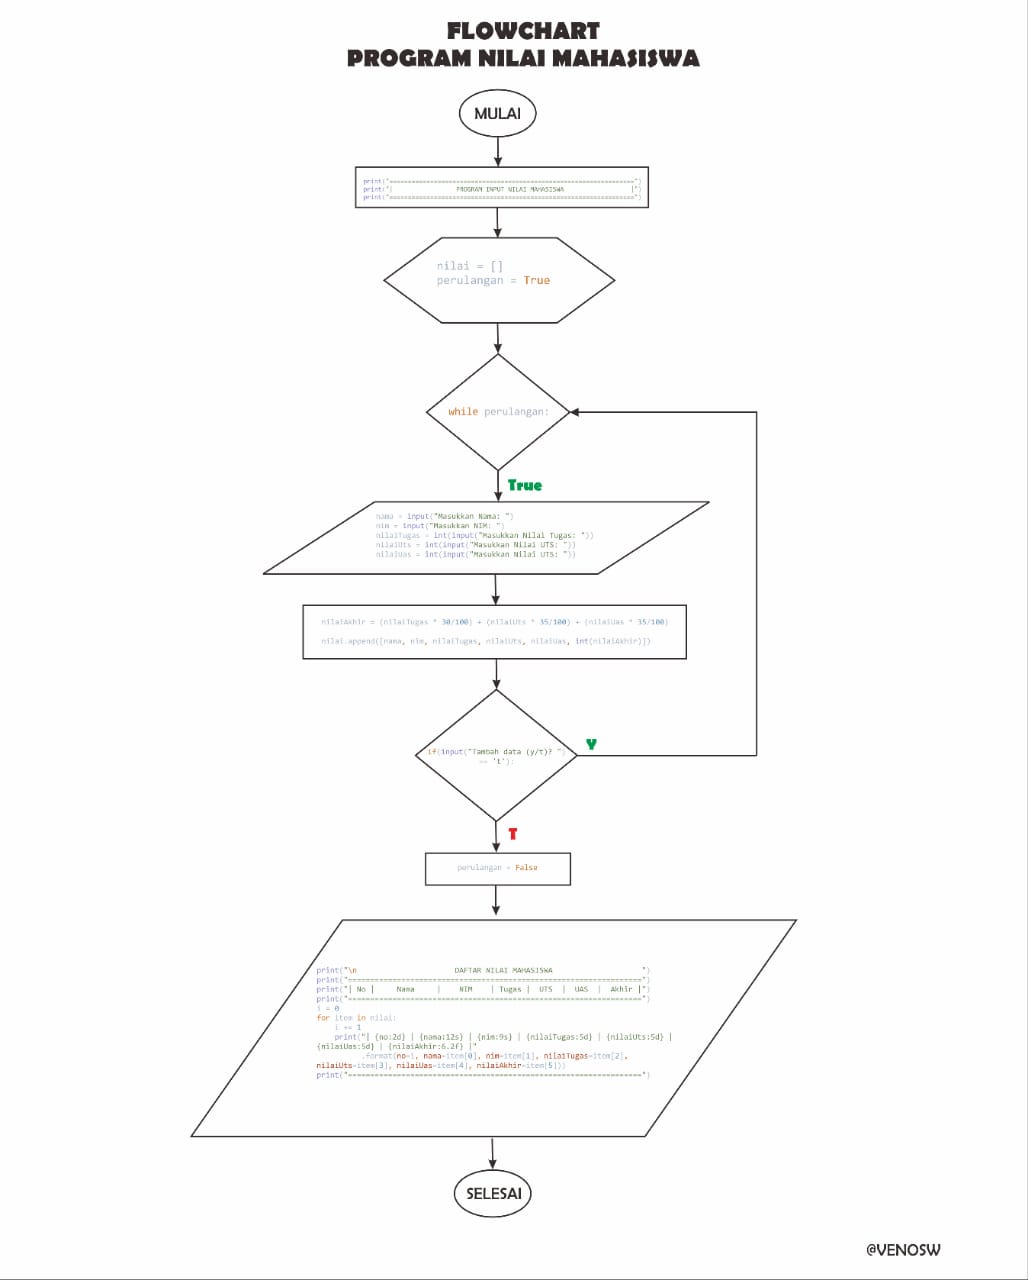 FLOWCHART
PROGRAM NILAI MAHASISWA
MULAI
print("==================================================================")
print("| PROGRAM INPUT NILAI MAHASISWA |")
print("==================================================================")
nilai = []
perulangan = True
while perulangan:
True
nama = input("Masukkan Nama: ")
nim = input("Masukkan NIM: ")
nilaiTugas = int(input("Masukkan Nilai Tugas: "))
nilaiUts = int(input("Masukkan Nilai UTS: "))
nilaiUas = int(input("Masukkan Nilai UTS: "))
nilaiAkhir = (nilaiTugas * 30/100) + (nilaiUts * 35/100) + (nilaiUas * 35/100)
nilai.append([nama, nim, nilaiTugas, nilaiUts, nilaiUas, int(nilaiAkhir)])
if(input("Tambah data (y/t)? ")
== 't'):
Y
T
perulangan = False
print("\n DAFTAR NILAI MAHASISWA ")
print("==================================================================")
print("| No | Nama | NIM | Tugas | UTS | UAS | Akhir |")
print("==================================================================")
i = 0
for item in nilai:
i += 1
print("| {no:2d} | {nama:12s} | {nim:9s} | {nilaiTugas:5d} | {nilaiUts:5d} |
{nilaiUas:5d} | {nilaiAkhir:6.2f} |"
.format(no=i, nama=item[0], nim=item[1], nilaiTugas=item[2],
nilaiUts=item[3], nilaiUas=item[4], nilaiAkhir=item[5]))
print("==================================================================")
SELESAI
@VENOSW